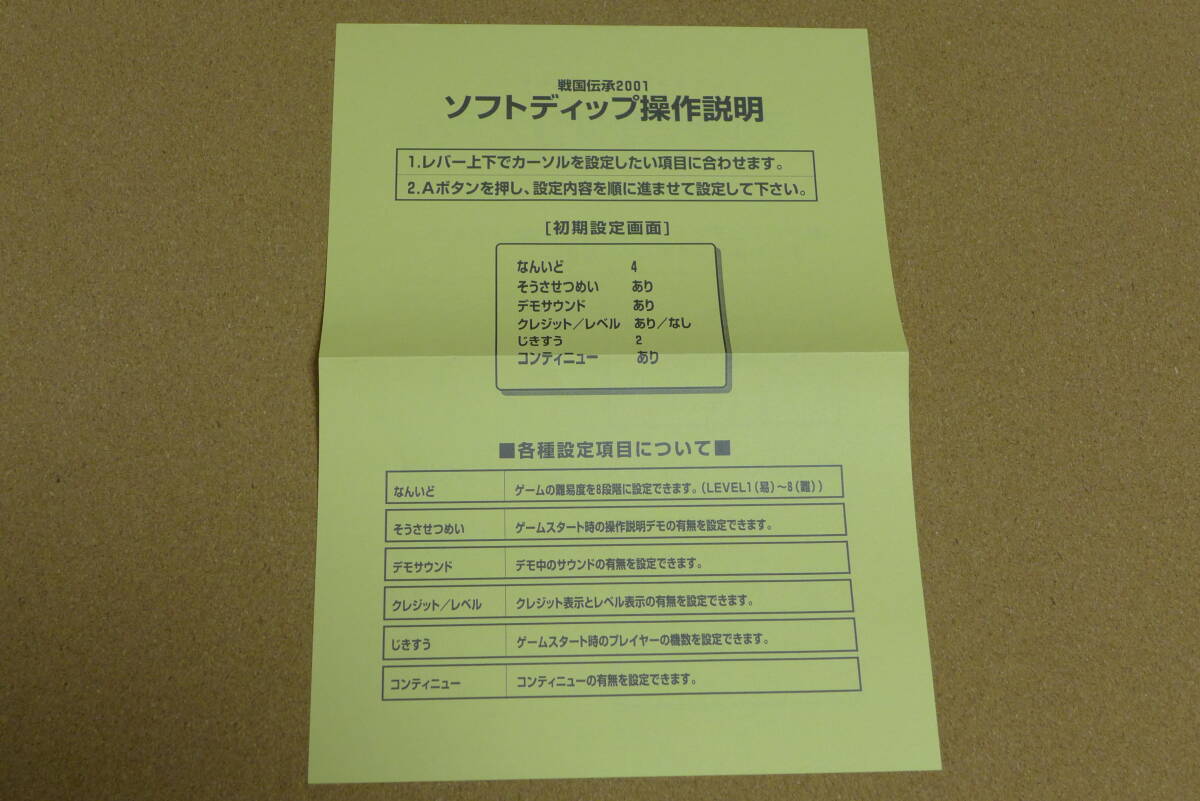 戦国伝承2001
ソフトディップ操作説明
1.レバー上下でカーソルを設定したい項目に合わせます。
2.Aボタンを押し、設定内容を順に進ませて設定して下さい。
[初期設定画面]
なんいど 4
そうさせつめい あり
デモサウンド あり
クレジット／レベル あり／なし
じきすう 2
コンティニュー あり
■各種設定項目について■
なんいど ゲームの難易度を8段階に設定できます。(LEVEL1(易)～8(難))
そうさせつめい ゲームスタート時の操作説明デモの有無を設定できます。
デモサウンド デモ中のサウンドの有無を設定できます。
クレジット／レベル クレジット表示とレベル表示の有無を設定できます。
じきすう ゲームスタート時のプレイヤーの機数を設定できます。
コンティニュー コンティニューの有無を設定できます。